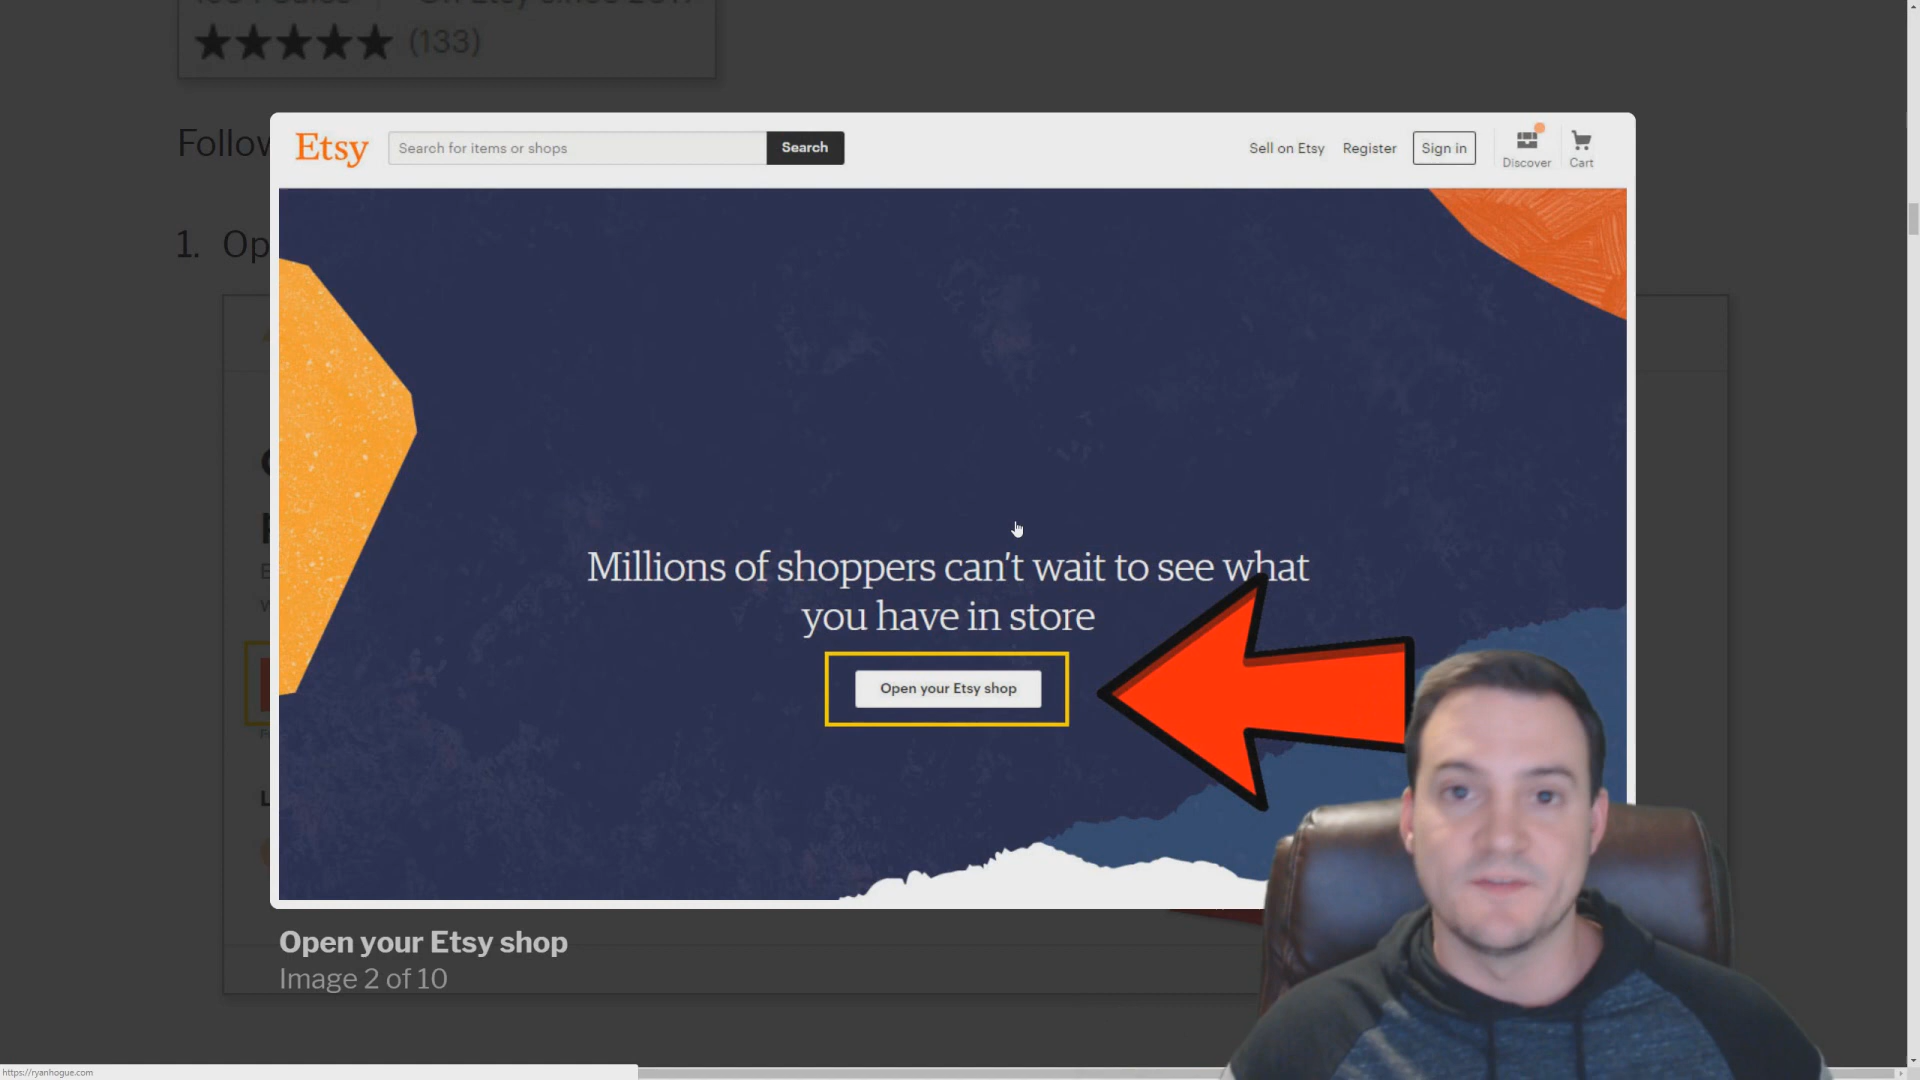 (133)
Follow
Etsy
Search for items or shops
Search
Sell on Etsy
Register
Sign in
Discover
Cart
1. Op
Millions of shoppers can't wait to see what
you have in store
Open your Etsy shop
Open your Etsy shop
Image 2 of 10
https://ryanhogue.com